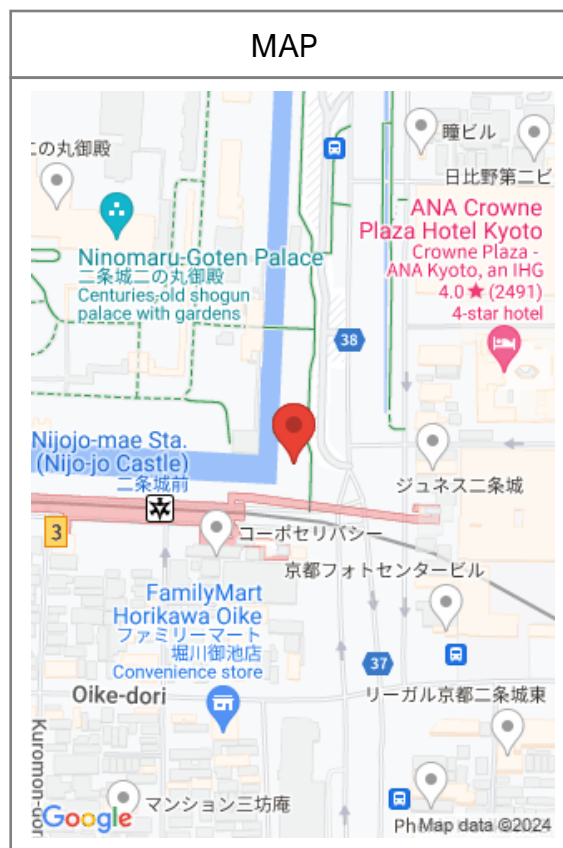 MAP
二の丸御殿
瞳ビル
日比野第二ビ
ANA Crowne
Plaza Hotel Kyoto
Crowne Plaza -
ANA Kyoto, an IHG
4.0★(2491)
4-star hotel
Ninomaru-Goten Palace
二条城二の丸御殿
Centuries-old shogun
palace with gardens
38
Nijojo-mae Sta.
(Nijo-jo Castle)
二条城前
ジュネス二条城
3
コーポセリバシー
京都フォトセンタービル
FamilyMart
Horikawa Oike
ファミリーマート
堀川御池店
Convenience store
37
Oike-dori
リーガル京都二条城東
Kuromon-dor
マンション三坊庵
Google
Ph
Map data ©2024